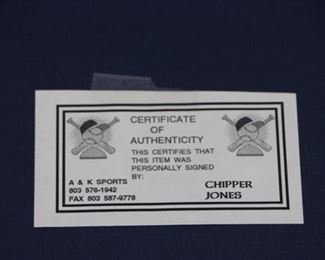 CERTIFICATE
OF
AUTHENTICITY
THIS CERTIFIES THAT
THIS ITEM WAS
PERSONALLY SIGNED
BY:
A & K SPORTS
803 576-1942
FAX 803 587-9778
CHIPPER
JONES